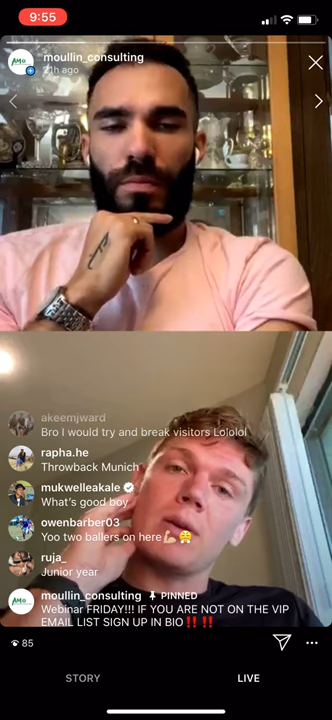 9:55
moullin_consulting
21h ago
akeemjward
Bro I would try and break visitors Lololol
rapha.he
Throwback Munich
mukwelleakale
What's good boy
owenbarber03
Yoo two ballers on here💪🏼😤
ruja_
Junior year
moullin_consulting PINNED
Webinar FRIDAY!!! IF YOU ARE NOT ON THE VIP
EMAIL LIST SIGN UP IN BIO‼️‼️
85
STORY LIVE